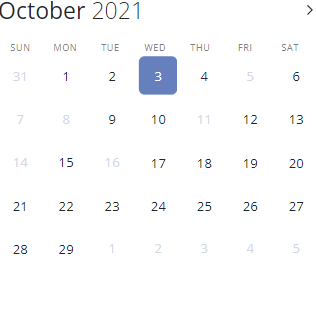 October 2021
SUN MON TUE WED THU FRI SAT
31 1 2 3 4 5 6
7 8 9 10 11 12 13
14 15 16 17 18 19 20
21 22 23 24 25 26 27
28 29 1 2 3 4 5